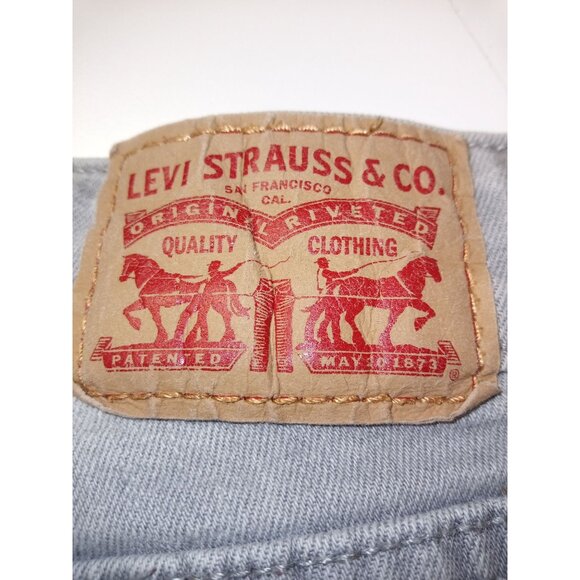 LEVI STRAUSS & CO.
SAN FRANCISCO
CAL.
ORIGINAL RIVETED
QUALITY CLOTHING
PATENTED MAY 20 1873
®